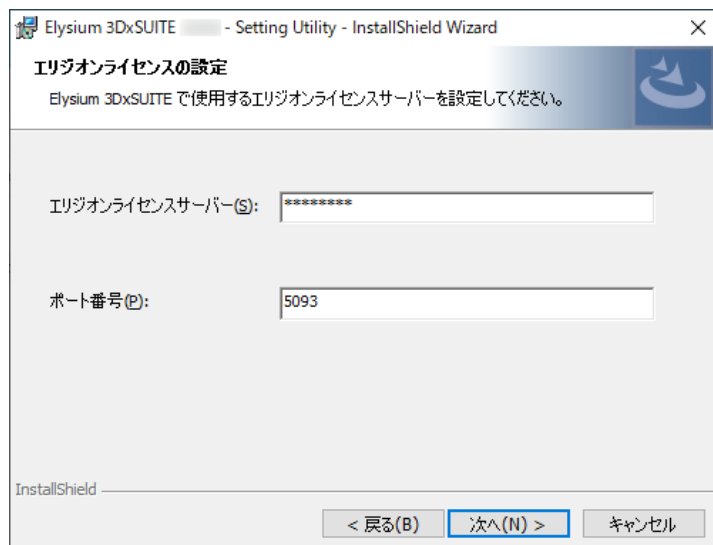 Elysium 3DxSUITE - Setting Utility - InstallShield Wizard
エリジオンライセンスの設定
Elysium 3DxSUITE で使用するエリジオンライセンスサーバーを設定してください。
エリジオンライセンスサーバー(S): ********
ポート番号(P): 5093
InstallShield
< 戻る(B) 次へ(N) > キャンセル